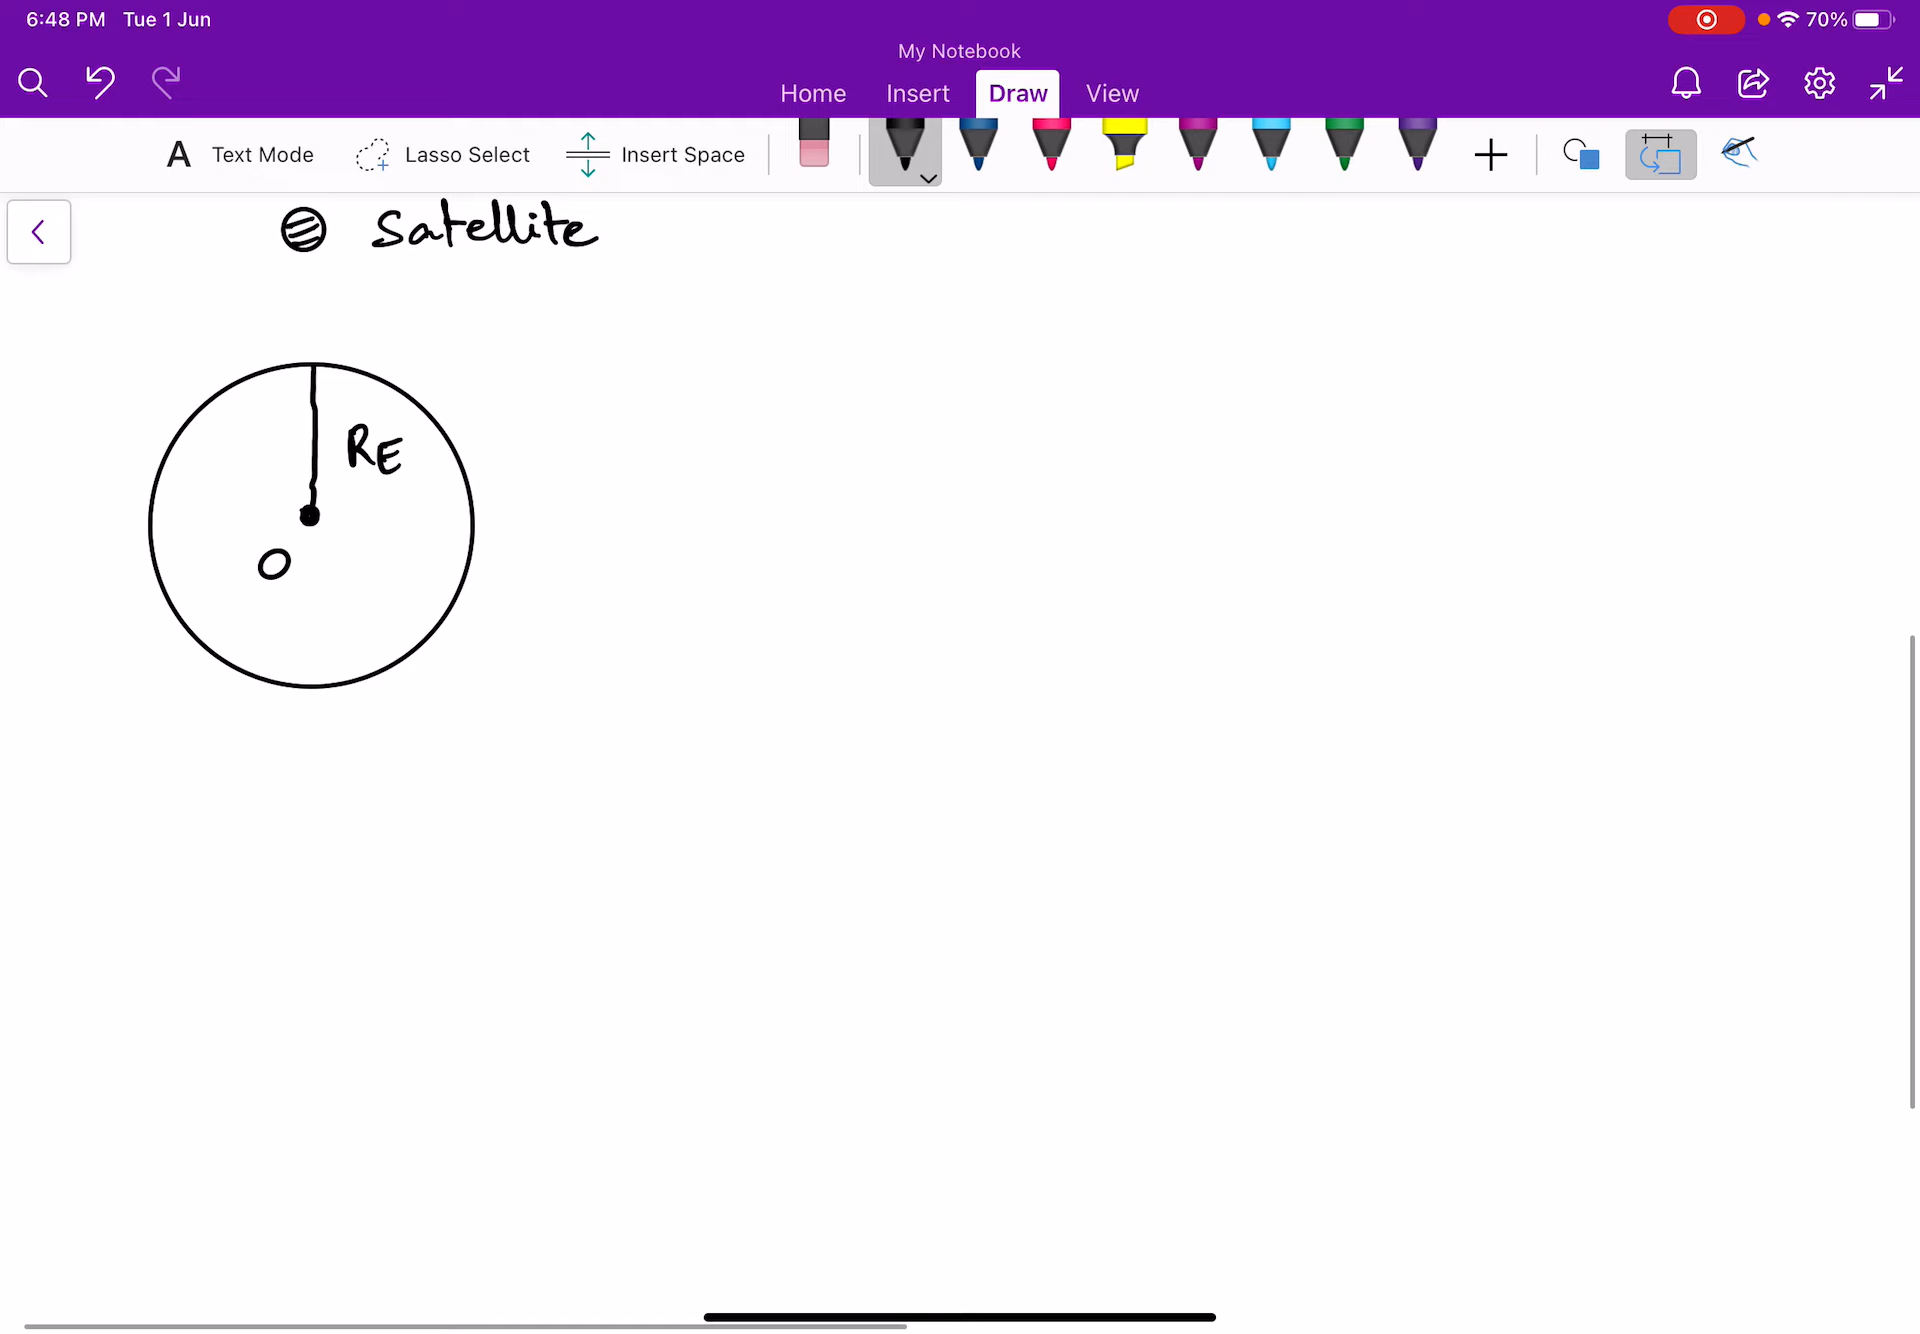 6:48 PM Tue 1 Jun
70%
My Notebook
Home Insert Draw View
A Text Mode Lasso Select Insert Space
Satellite
RE
O